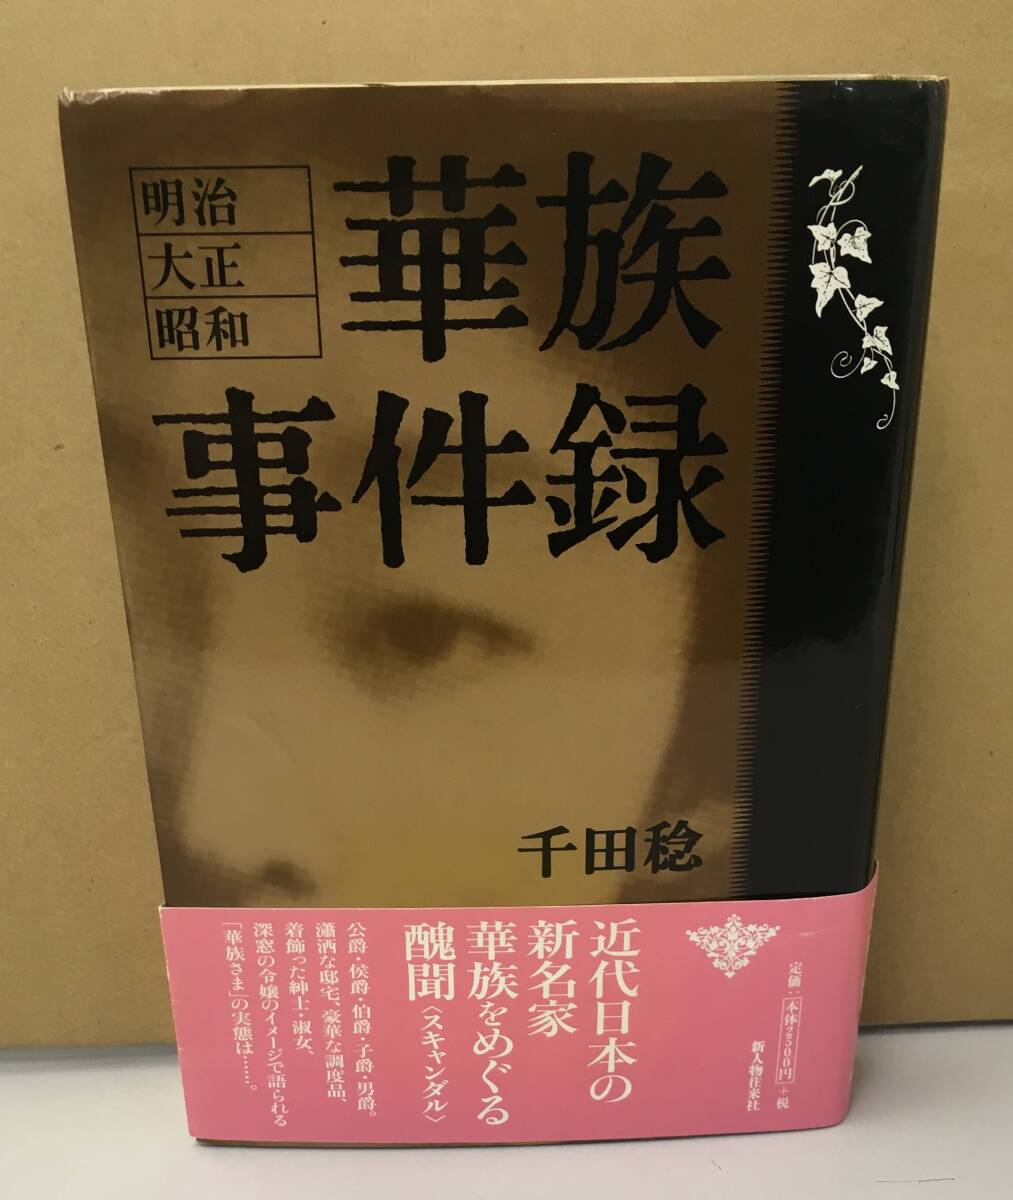 明治
大正
昭和
華族
事件録
千田稔
近代日本の
新名家
華族をめぐる
醜聞〈スキャンダル〉
公爵・侯爵・伯爵・子爵・男爵。
瀟洒な邸宅、豪華な調度品、
着飾った紳士・淑女、
深窓の令嬢のイメージで語られる
「華族さま」の実態は……。
定価:本体2500円+税
新人物往来社